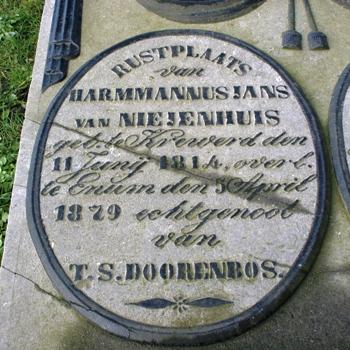 RUSTPLAATS
van
HARMMANNUS JANS
VAN NIEJENHUIS
geb. te Krewerd den
11 Junij 1814, overl.
te Enum den 5 April
1879 echtgenoot
van
T. S. DOORENBOS.